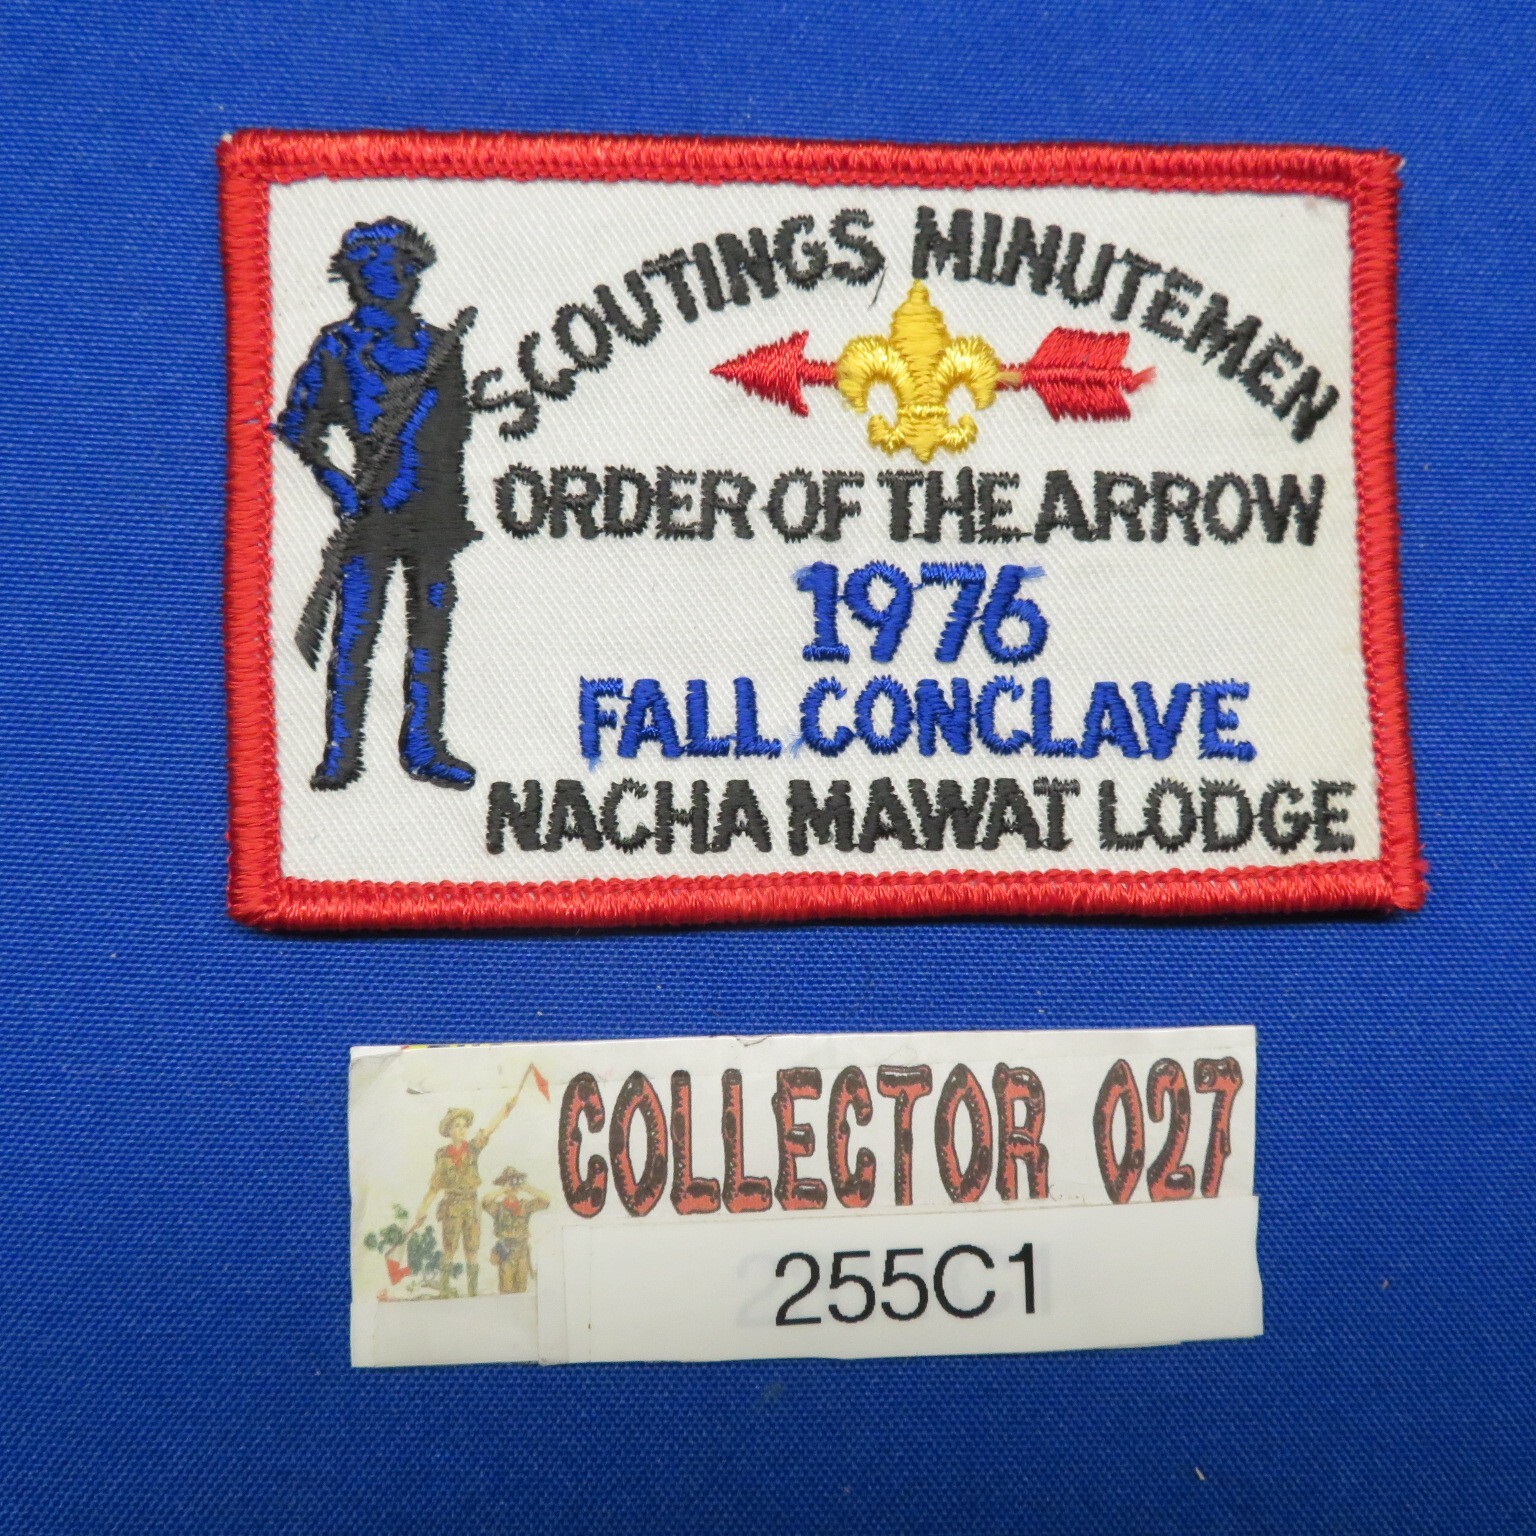 SCOUTINGS MINUTEMEN
ORDER OF THE ARROW
1976
FALL CONCLAVE
NACHA MAWAT LODGE
COLLECTOR 027
255C1